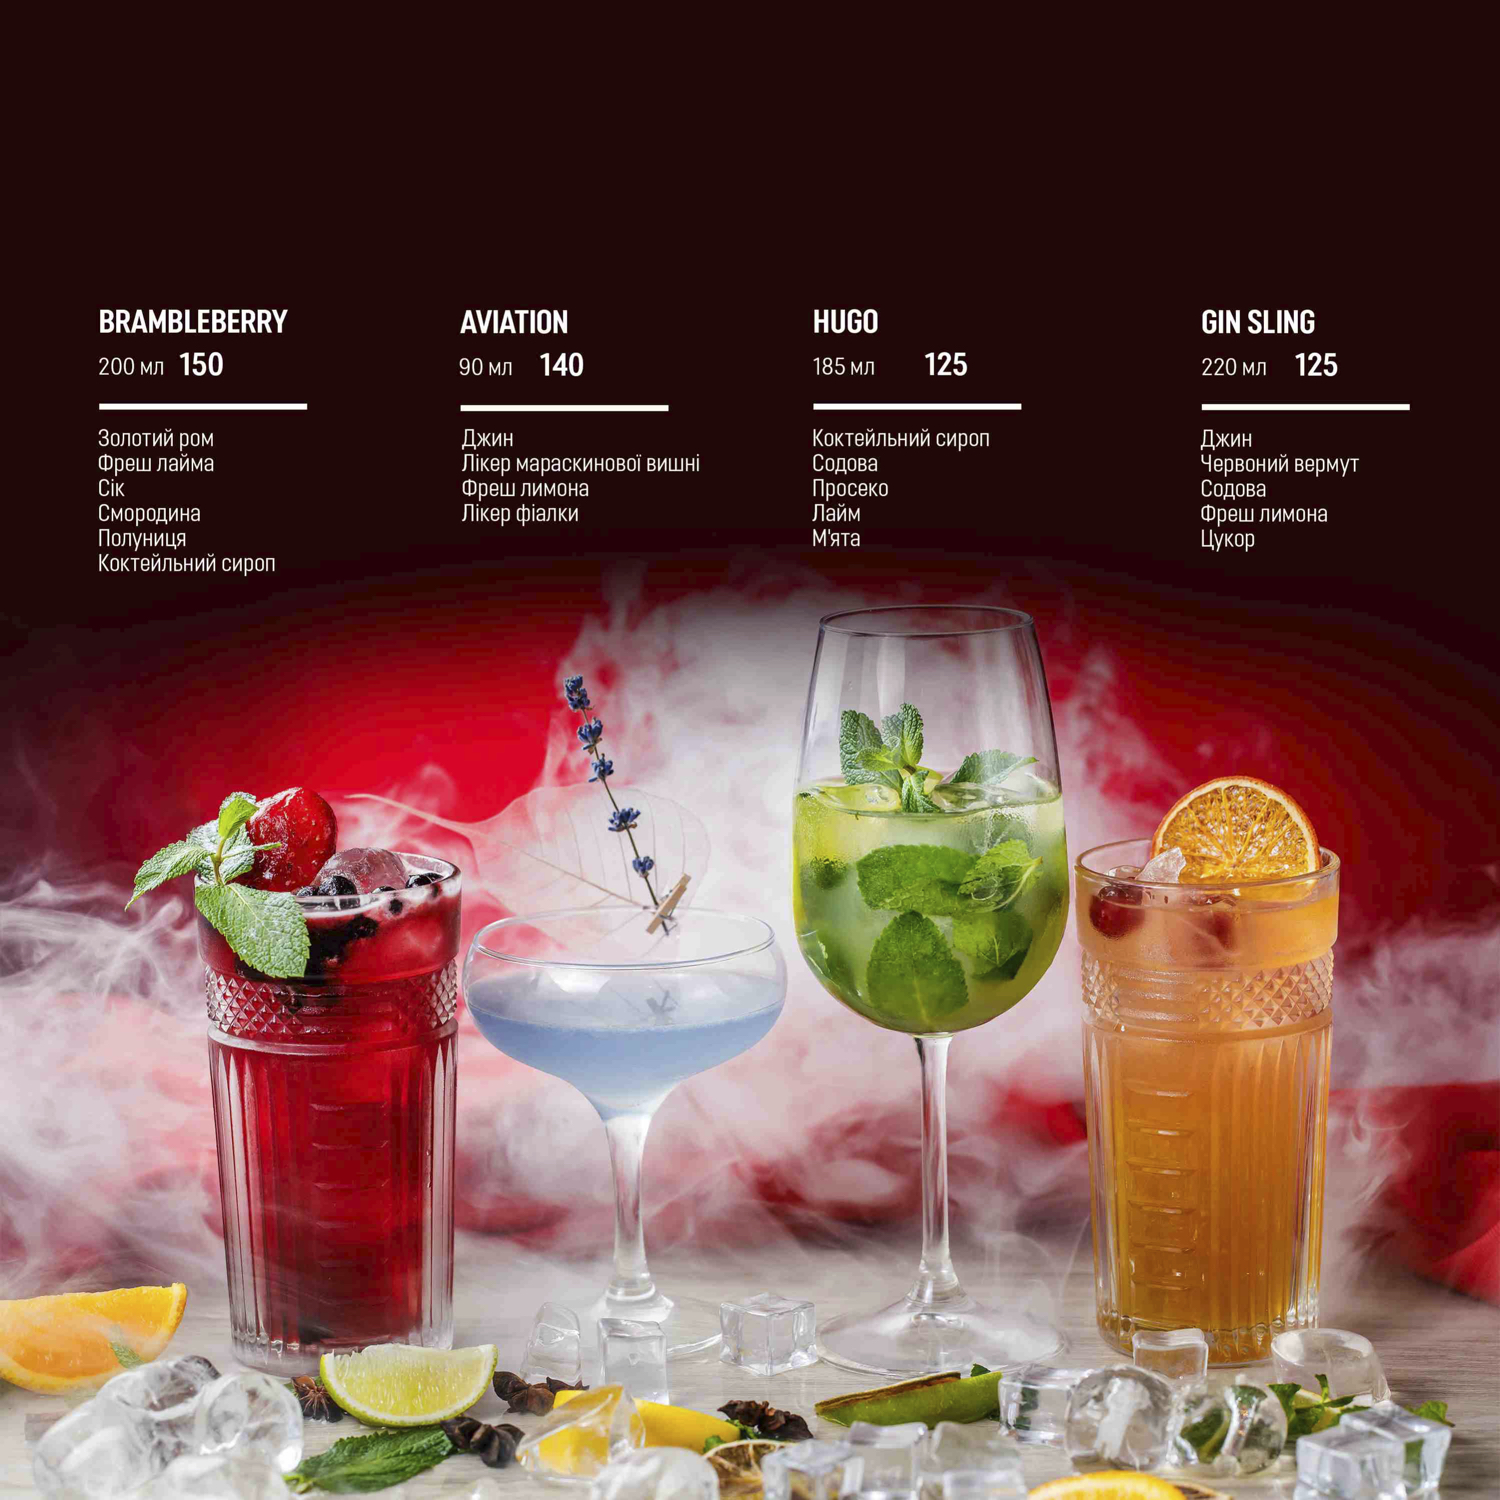 BRAMBLEBERRY
200 мл 150
Золотий ром
Фреш лайма
Сік
Смородина
Полуниця
Коктейльний сироп
AVIATION
90 мл 140
Джин
Лікер мараскинової вишні
Фреш лимона
Лікер фіалки
HUGO
185 мл 125
Коктейльний сироп
Содова
Просеко
Лайм
М'ята
GIN SLING
220 мл 125
Джин
Червоний вермут
Содова
Фреш лимона
Цукор